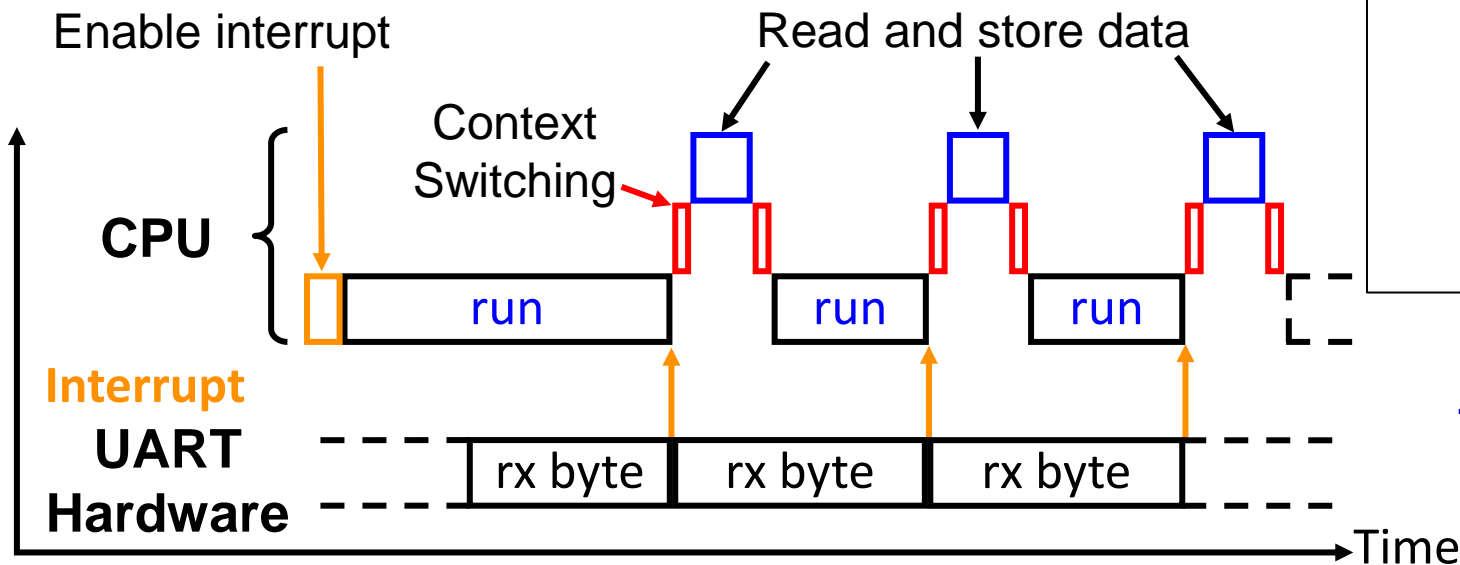 Enable interrupt
Read and store data
Context
Switching
CPU
run
run
run
Interrupt
UART
Hardware
rx byte
rx byte
rx byte
Time